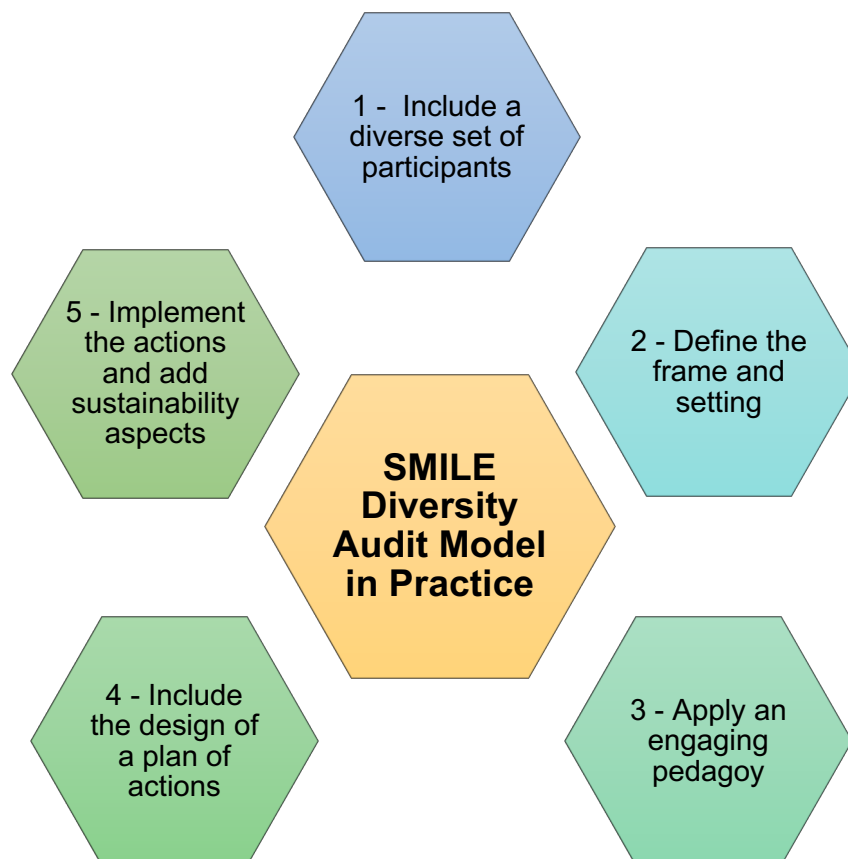 1 - Include a
diverse set of
participants
2 - Define the
frame and
setting
3 - Apply an
engaging
pedagoy
4 - Include
the design of
a plan of
actions
5 - Implement
the actions
and add
sustainability
aspects
SMILE
Diversity
Audit Model
in Practice